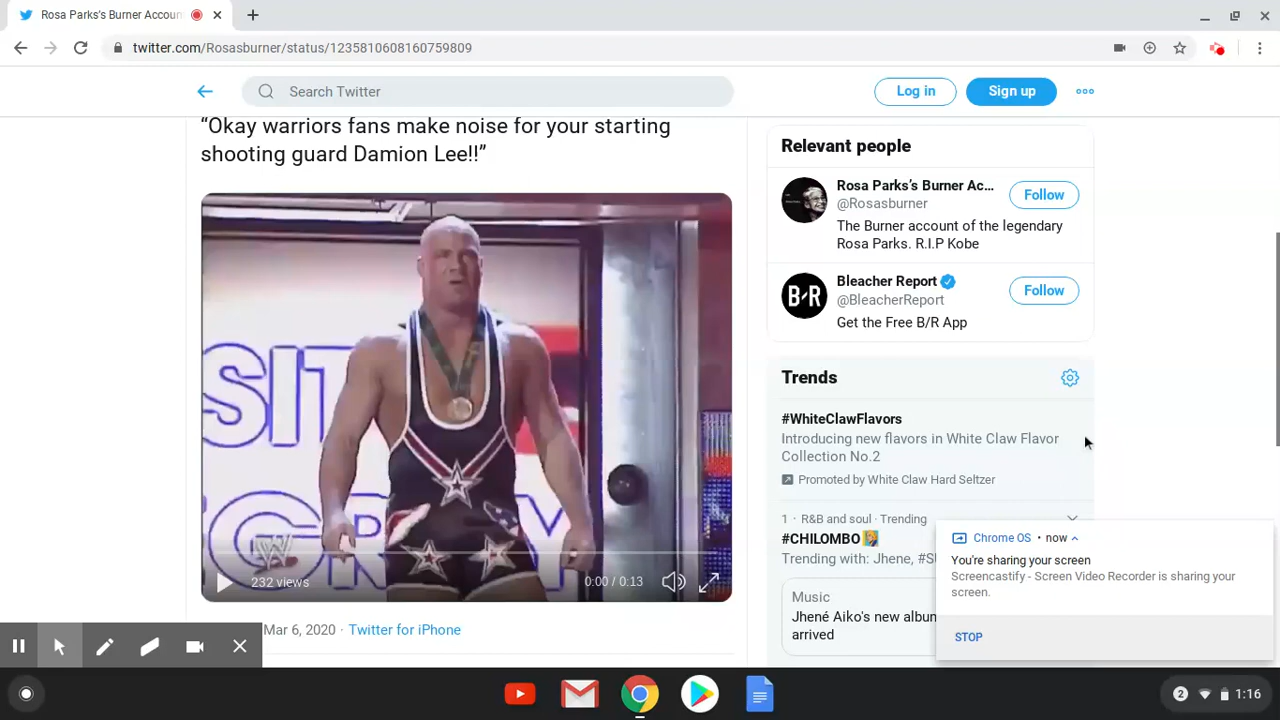 Rosa Parks's Burner Accoun
twitter.com/Rosasburner/status/1235810608160759809
Search Twitter
Log in
Sign up
“Okay warriors fans make noise for your starting
shooting guard Damion Lee!!”
232 views
0:00 / 0:13
Mar 6, 2020 · Twitter for iPhone
Relevant people
Rosa Parks’s Burner Ac...
@Rosasburner
Follow
The Burner account of the legendary
Rosa Parks. R.I.P Kobe
B·R
Bleacher Report
@BleacherReport
Follow
Get the Free B/R App
Trends
#WhiteClawFlavors
Introducing new flavors in White Claw Flavor
Collection No.2
Promoted by White Claw Hard Seltzer
1 · R&B and soul · Trending
#CHILOMBO
Trending with: Jhene, #S
Music
Jhené Aiko's new album
arrived
Chrome OS • now
You're sharing your screen
Screencastify - Screen Video Recorder is sharing your
screen.
STOP
2
1:16